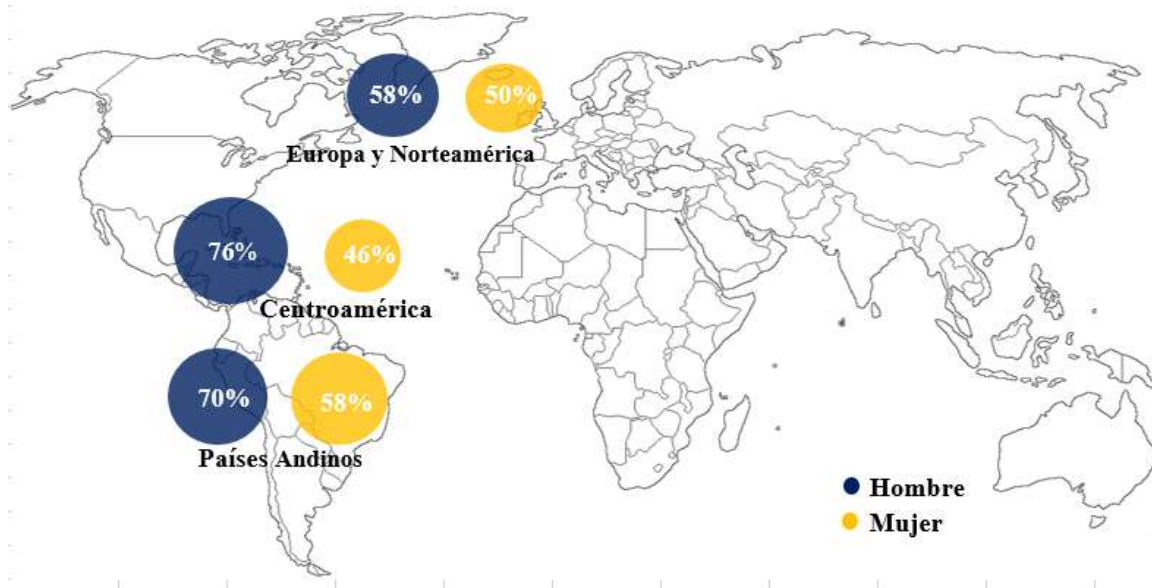 58% 50%
Europa y Norteamérica
76% 46%
Centroamérica
70% 58%
Países Andinos
Hombre
Mujer